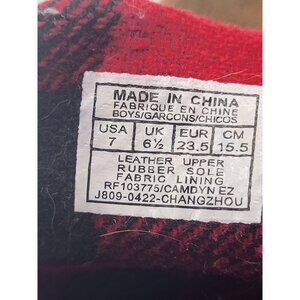 MADE IN CHINA
FABRIQUE EN CHINE
BOYS/GARCONS/CHICOS
USA UK EUR CM
7 6½ 23.5 15.5
LEATHER UPPER
RUBBER SOLE
FABRIC LINING
RF103775/CAMDYN EZ
J809-0422-CHANGZHOU